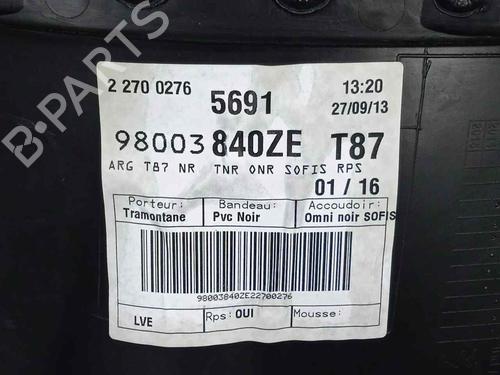 2 270 0276
5691
13:20
27/09/13
98003 840ZE T87
ARG T87 NR TNR ONR SOFIS RPS
01 / 16
Porteur: Bandeau: Accoudoir:
Tramontane Pvc Noir Omni noir SOFIS
98003840ZE22700276
LVE Rps: OUI Mousse:
B-PARTS